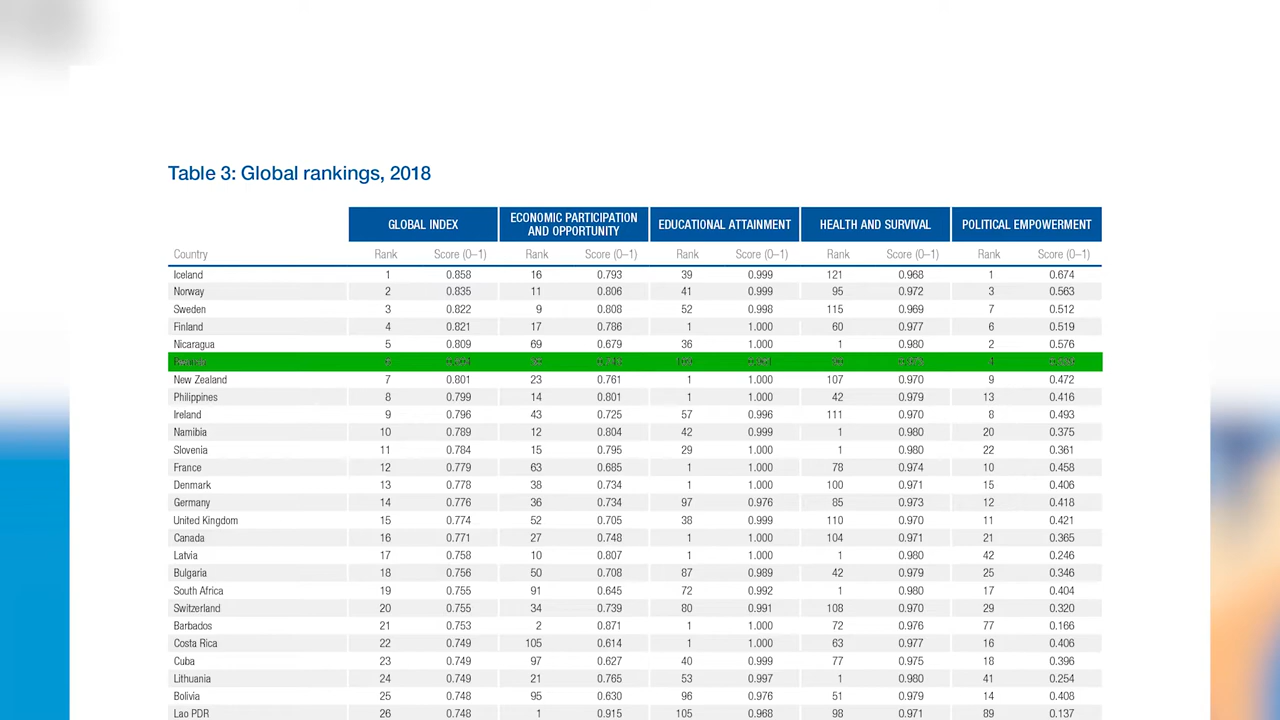 Table 3: Global rankings, 2018
GLOBAL INDEX ECONOMIC PARTICIPATION AND OPPORTUNITY EDUCATIONAL ATTAINMENT HEALTH AND SURVIVAL POLITICAL EMPOWERMENT
Country Rank Score (0–1) Rank Score (0–1) Rank Score (0–1) Rank Score (0–1) Rank Score (0–1)
Iceland 1 0.858 16 0.793 39 0.999 121 0.968 1 0.674
Norway 2 0.835 11 0.806 41 0.999 95 0.972 3 0.563
Sweden 3 0.822 9 0.808 52 0.998 115 0.969 7 0.512
Finland 4 0.821 17 0.786 1 1.000 60 0.977 6 0.519
Nicaragua 5 0.809 69 0.679 36 1.000 1 0.980 2 0.576
New Zealand 7 0.801 23 0.761 1 1.000 107 0.970 9 0.472
Philippines 8 0.799 14 0.801 1 1.000 42 0.979 13 0.416
Ireland 9 0.796 43 0.725 57 0.996 111 0.970 8 0.493
Namibia 10 0.789 12 0.804 42 0.999 1 0.980 20 0.375
Slovenia 11 0.784 15 0.795 29 1.000 1 0.980 22 0.361
France 12 0.779 63 0.685 1 1.000 78 0.974 10 0.458
Denmark 13 0.778 38 0.734 1 1.000 100 0.971 15 0.406
Germany 14 0.776 36 0.734 97 0.976 85 0.973 12 0.418
United Kingdom 15 0.774 52 0.705 38 0.999 110 0.970 11 0.421
Canada 16 0.771 27 0.748 1 1.000 104 0.971 21 0.365
Latvia 17 0.758 10 0.807 1 1.000 1 0.980 42 0.246
Bulgaria 18 0.756 50 0.708 87 0.989 42 0.979 25 0.346
South Africa 19 0.755 91 0.645 72 0.992 1 0.980 17 0.404
Switzerland 20 0.755 34 0.739 80 0.991 108 0.970 29 0.320
Barbados 21 0.753 2 0.871 1 1.000 72 0.976 77 0.166
Costa Rica 22 0.749 105 0.614 1 1.000 63 0.977 16 0.406
Cuba 23 0.749 97 0.627 40 0.999 77 0.975 18 0.396
Lithuania 24 0.749 21 0.765 53 0.997 1 0.980 41 0.254
Bolivia 25 0.748 95 0.630 96 0.976 51 0.979 14 0.408
Lao PDR 26 0.748 1 0.915 105 0.968 98 0.971 89 0.137